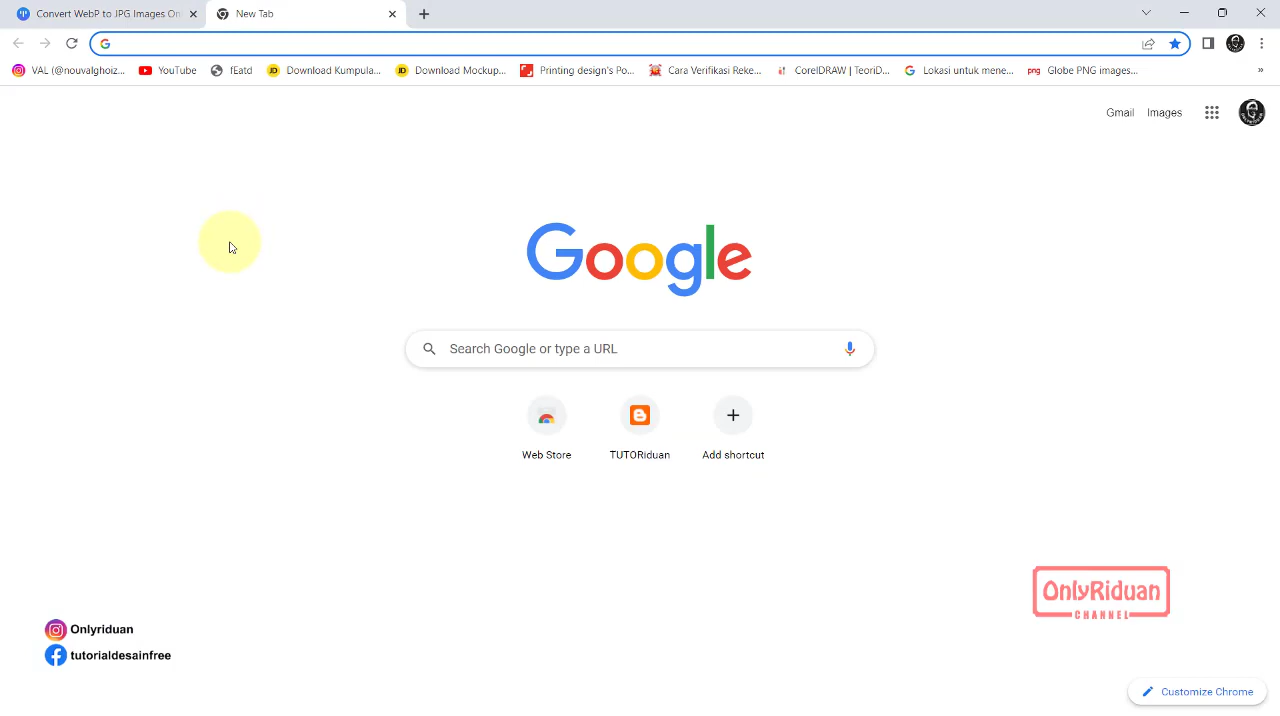 Convert WebP to JPG Images On
New Tab
VAL (@nouvalghoiz...
YouTube
fEatd
Download Kumpula...
Download Mockup...
Printing design's Po...
Cara Verifikasi Reke...
CorelDRAW | TeoriD...
Lokasi untuk mene...
png
Globe PNG images...
»
Gmail
Images
Google
Search Google or type a URL
Web Store
TUTORiduan
Add shortcut
OnlyRiduan
CHANNEL
Onlyriduan
tutorialdesainfree
Customize Chrome